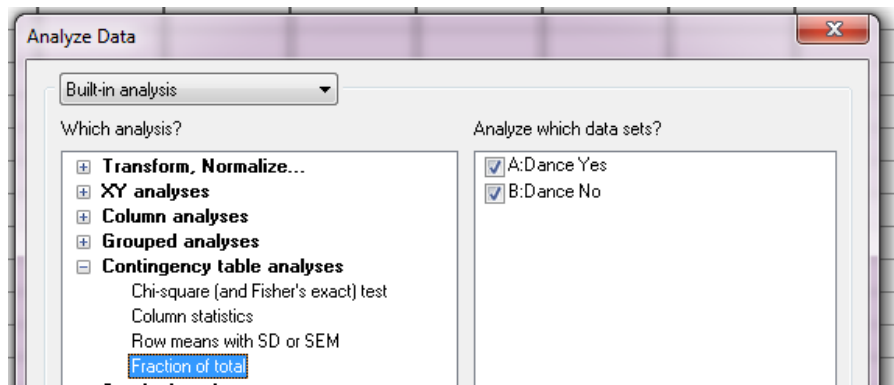 Analyze Data
Built-in analysis
Which analysis?
Analyze which data sets?
Transform, Normalize...
XY analyses
Column analyses
Grouped analyses
Contingency table analyses
Chi-square (and Fisher's exact) test
Column statistics
Row means with SD or SEM
Fraction of total
A:Dance Yes
B:Dance No